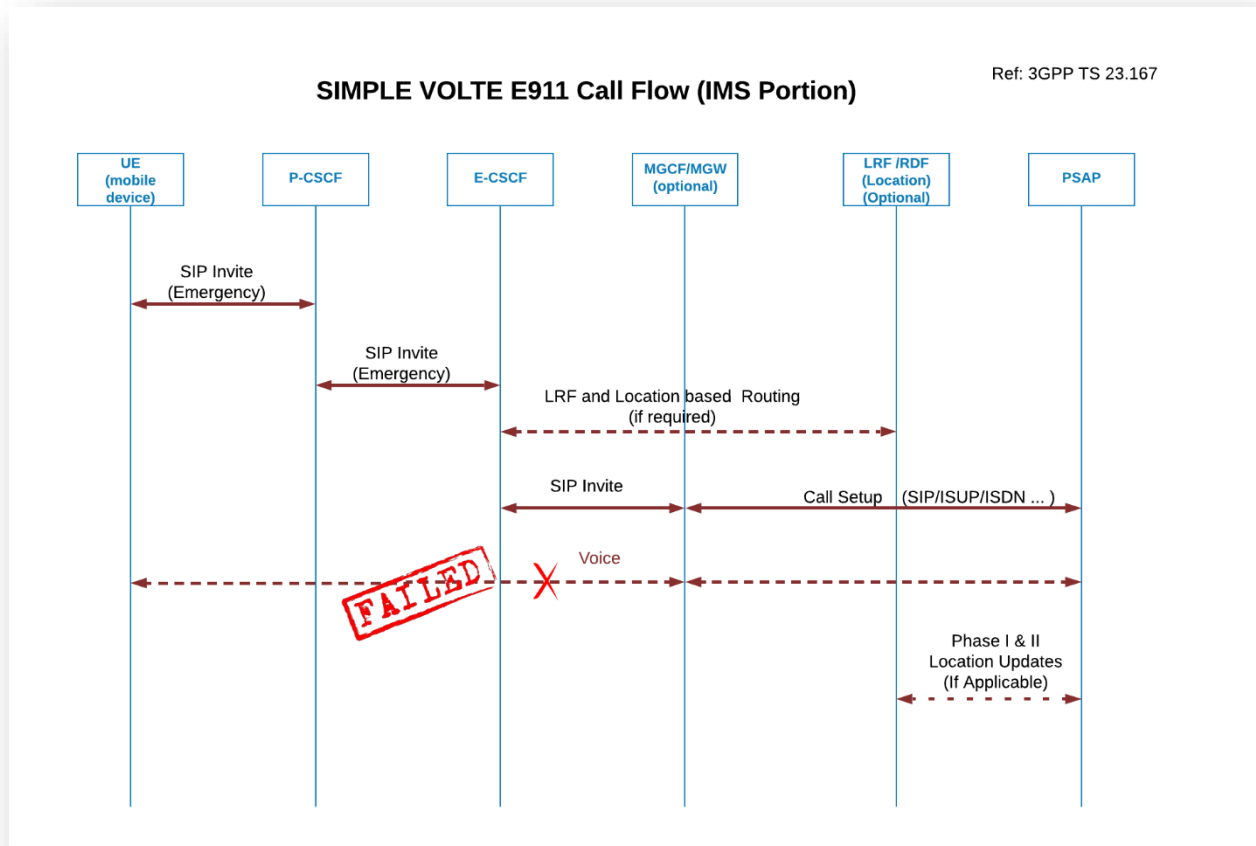 Ref: 3GPP TS 23.167
SIMPLE VOLTE E911 Call Flow (IMS Portion)
UE
(mobile
device)
P-CSCF
E-CSCF
MGCF/MGW
(optional)
LRF /RDF
(Location)
(Optional)
PSAP
SIP Invite
(Emergency)
SIP Invite
(Emergency)
LRF and Location based Routing
(if required)
SIP Invite
Call Setup (SIP/ISUP/ISDN ... )
Voice
FAILED
X
Phase I & II
Location Updates
(If Applicable)